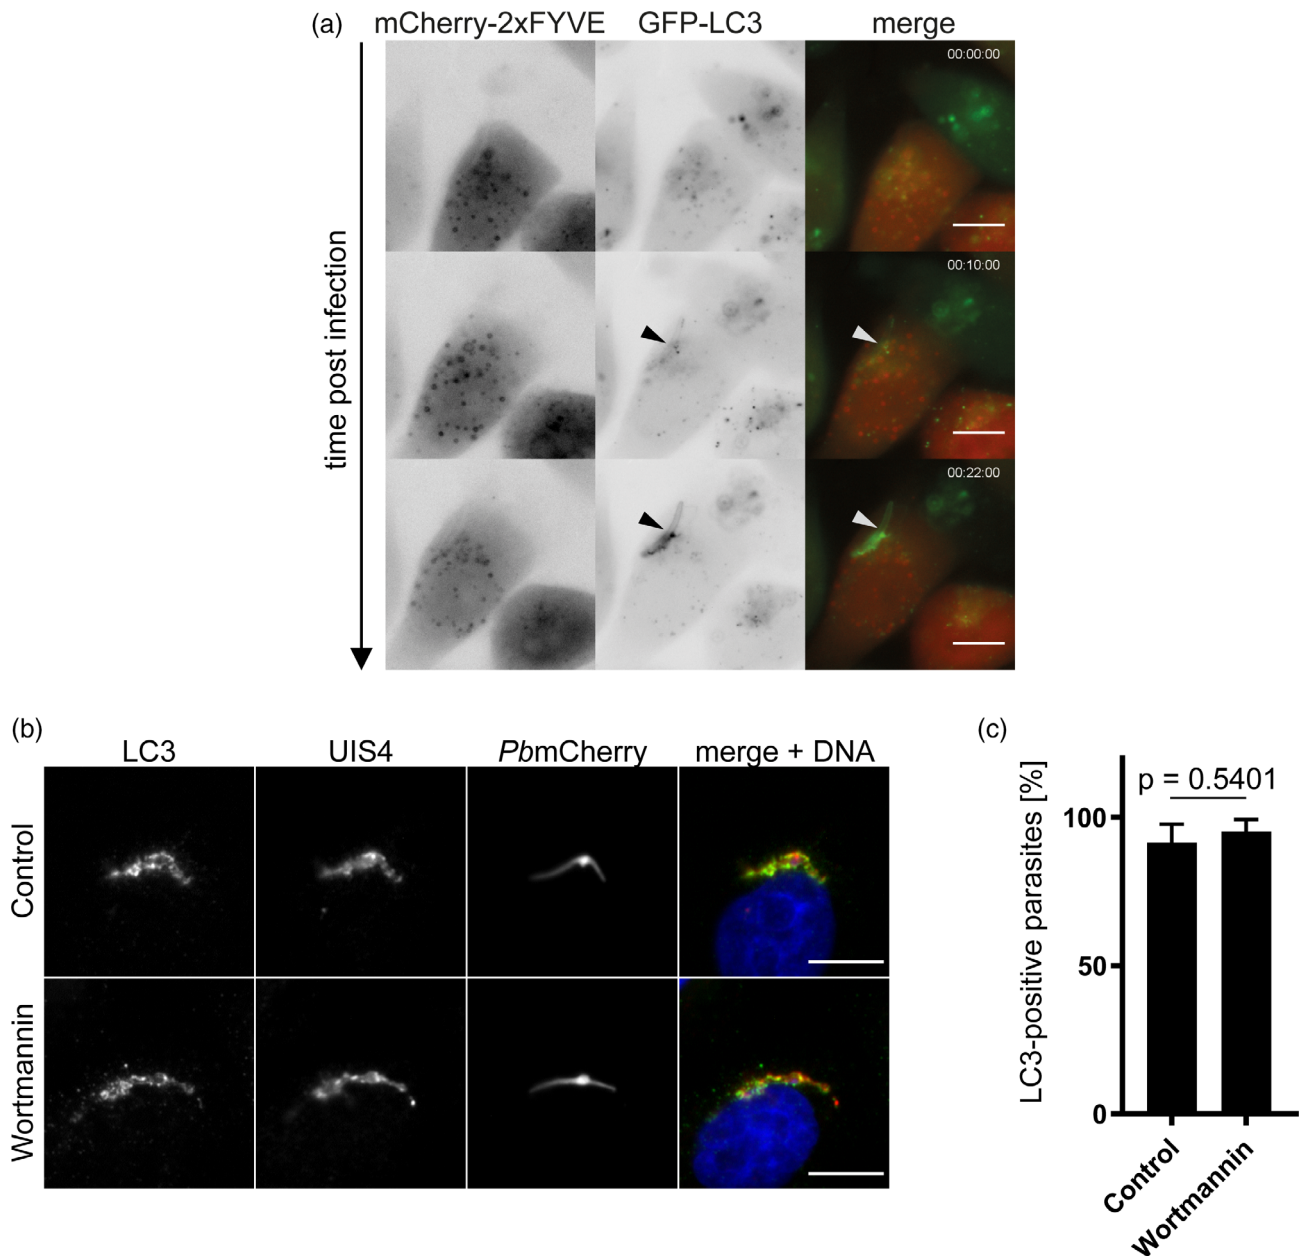 (a) mCherry-2xFYVE GFP-LC3 merge
00:00:00
00:10:00
00:22:00
time post infection
(b)
LC3 UIS4 PbmCherry merge + DNA
Control
Wortmannin
(c)
p = 0.5401
LC3-positive parasites [%]
100
50
0
Control
Wortmannin